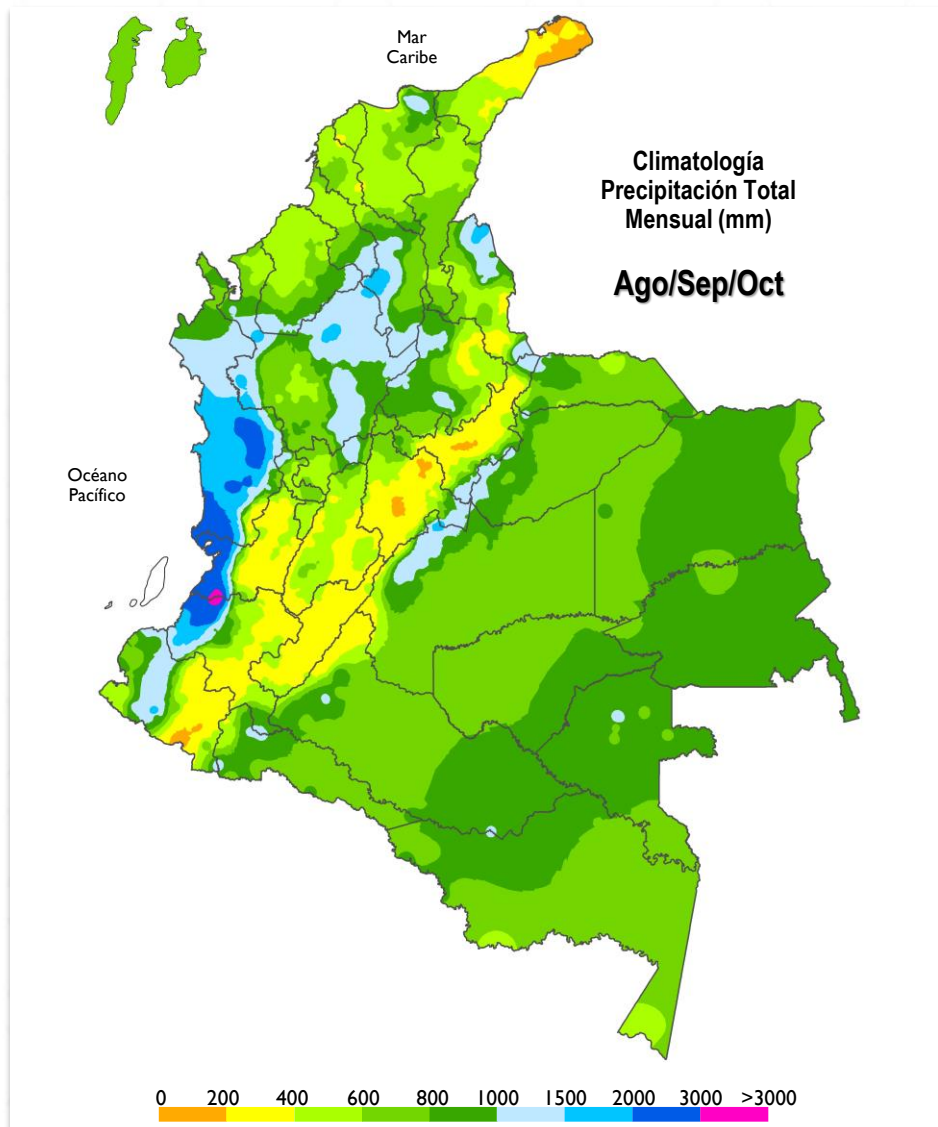 Mar
Caribe
Climatología
Precipitación Total
Mensual (mm)
Ago/Sep/Oct
Océano
Pacífico
0 200 400 600 800 1000 1500 2000 3000 >3000